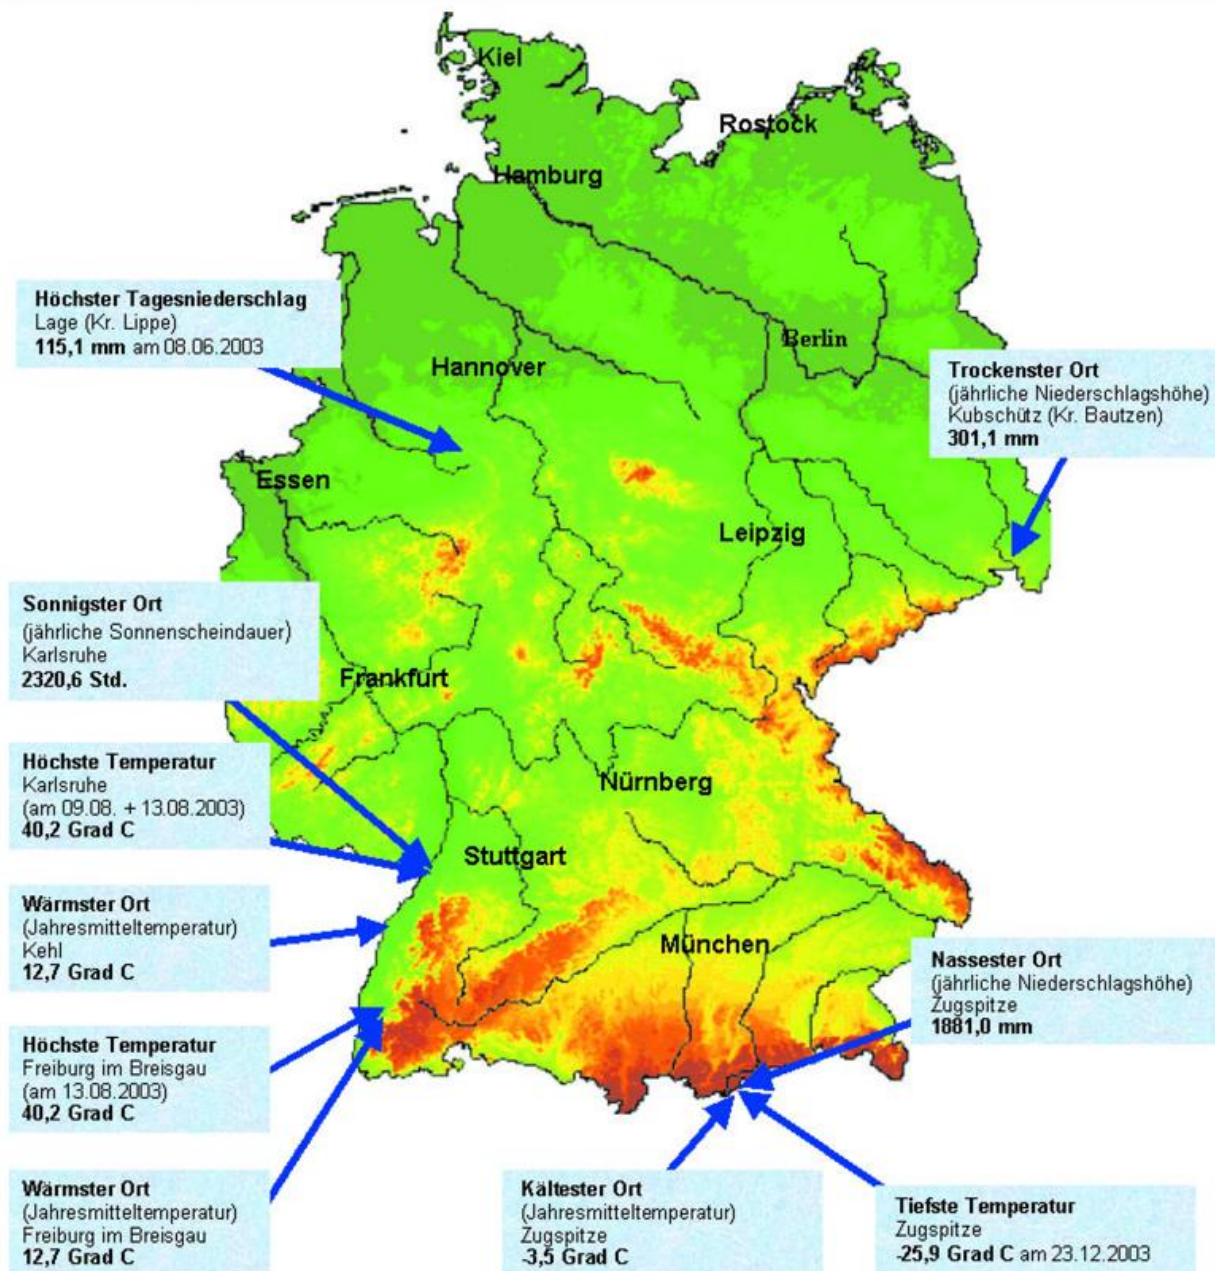 Kiel
Rostock
Hamburg
Höchster Tagesniederschlag
Lage (Kr. Lippe)
115,1 mm am 08.06.2003
Berlin
Hannover
Trockenster Ort
(jährliche Niederschlagshöhe)
Kubschütz (Kr. Bautzen)
301,1 mm
Essen
Leipzig
Sonnigster Ort
(jährliche Sonnenscheindauer)
Karlsruhe
2320,6 Std.
Frankfurt
Höchste Temperatur
Karlsruhe
(am 09.08. + 13.08.2003)
40,2 Grad C
Nürnberg
Stuttgart
Wärmster Ort
(Jahresmitteltemperatur)
Kehl
12,7 Grad C
München
Nassester Ort
(jährliche Niederschlagshöhe)
Zugspitze
1881,0 mm
Höchste Temperatur
Freiburg im Breisgau
(am 13.08.2003)
40,2 Grad C
Wärmster Ort
(Jahresmitteltemperatur)
Freiburg im Breisgau
12,7 Grad C
Kältester Ort
(Jahresmitteltemperatur)
Zugspitze
-3,5 Grad C
Tiefste Temperatur
Zugspitze
-25,9 Grad C am 23.12.2003